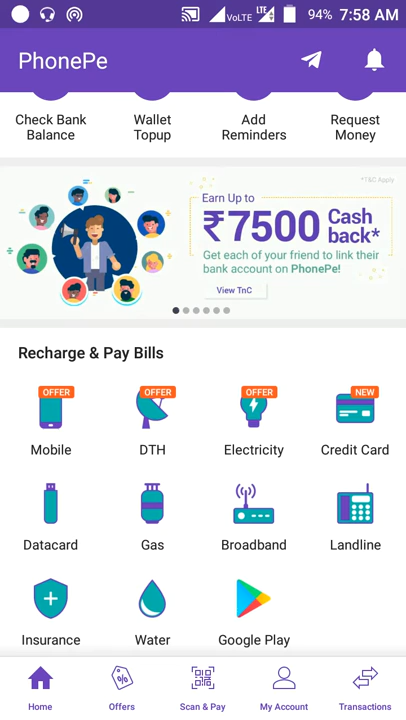 VoLTE LTE 94% 7:58 AM
PhonePe
Check Bank Balance
Wallet Topup
Add Reminders
Request Money
*T&C Apply
Earn Up to
₹7500 Cash back*
Get each of your friend to link their
bank account on PhonePe!
View TnC
Recharge & Pay Bills
OFFER OFFER OFFER NEW
Mobile DTH Electricity Credit Card
Datacard Gas Broadband Landline
Insurance Water Google Play
Home Offers Scan & Pay My Account Transactions